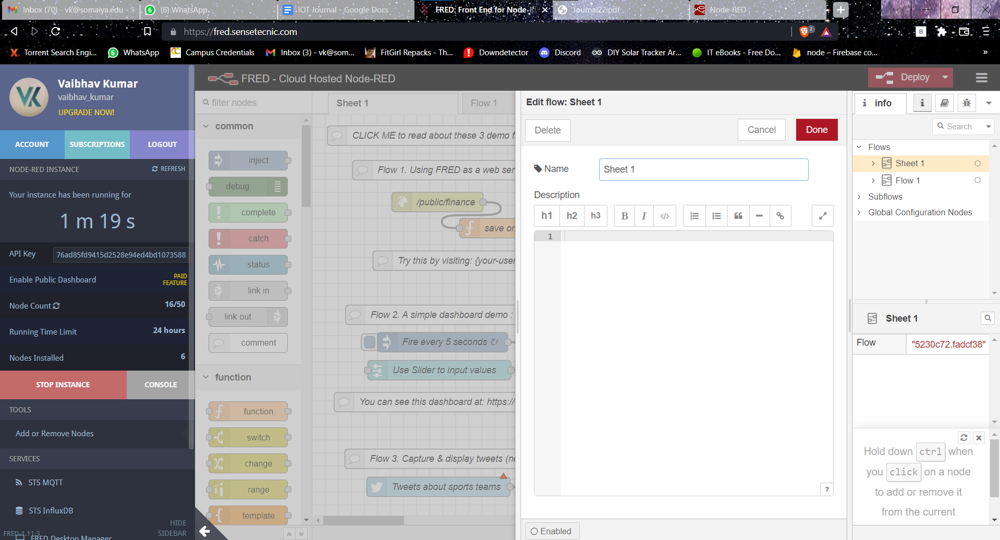 Inbox (70) - vk@somaiya.edu - S
(6) WhatsApp
IOT Journal - Google Docs
FRED: Front End for Node-R
Journal22.pdf
Node-RED
https://fred.sensetecnic.com
2
B
Torrent Search Engi...
WhatsApp
Campus Credentials
Inbox (3) - vk@som...
FitGirl Repacks - Th...
Downdetector
Discord
DIY Solar Tracker Ar...
IT eBooks - Free Do...
node – Firebase co...
»
VK
Vaibhav Kumar
vaibhav_kumar
UPGRADE NOW!
ACCOUNT
SUBSCRIPTIONS
LOGOUT
NODE-RED INSTANCE
REFRESH
Your instance has been running for
1 m 19 s
API Key
76ad85fd9415d2528e94ed4bd1073588
Enable Public Dashboard
PAID
FEATURE
Node Count
16/50
Running Time Limit
24 hours
Nodes Installed
6
STOP INSTANCE
CONSOLE
TOOLS
Add or Remove Nodes
SERVICES
STS MQTT
STS InfluxDB
HIDE
SIDEBAR
FRED-1.11.3
FRED Desktop Manager
FRED - Cloud Hosted Node-RED
Deploy
filter nodes
common
inject
debug
complete
catch
status
link in
link out
comment
function
function
switch
change
range
template
Sheet 1
Flow 1
CLICK ME to read about these 3 demo f
Flow 1. Using FRED as a web ser
/public/finance
save or
Try this by visiting: {your-user
Flow 2. A simple dashboard demo :
Fire every 5 seconds ↻
Use Slider to input values
You can see this dashboard at: https://
Flow 3. Capture & display tweets (ne
Tweets about sports teams
Edit flow: Sheet 1
Delete
Cancel
Done
Name
Sheet 1
Description
h1
h2
h3
B
I
</>
1
?
Enabled
i info
i
Search
Flows
Sheet 1
Flow 1
Subflows
Global Configuration Nodes
Sheet 1
Flow
"5230c72.fadcf38"
Hold down ctrl when
you click on a node
to add or remove it
from the current